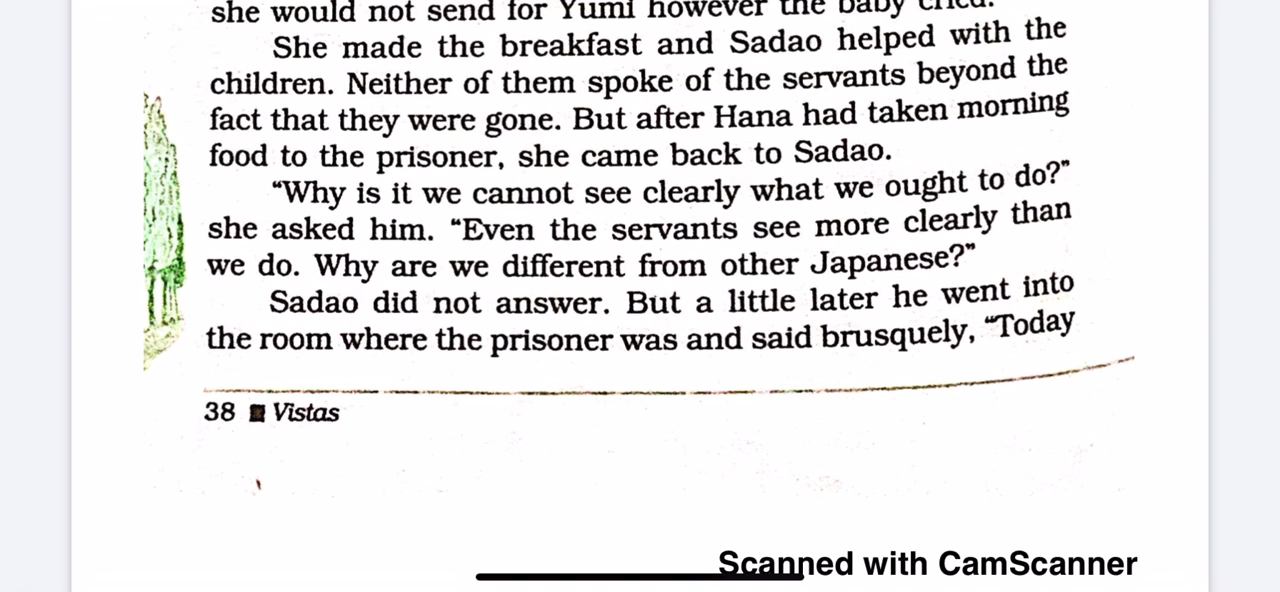 she would not send for Yumi however the baby cried.
She made the breakfast and Sadao helped with the
children. Neither of them spoke of the servants beyond the
fact that they were gone. But after Hana had taken morning
food to the prisoner, she came back to Sadao.
“Why is it we cannot see clearly what we ought to do?”
she asked him. “Even the servants see more clearly than
we do. Why are we different from other Japanese?”
Sadao did not answer. But a little later he went into
the room where the prisoner was and said brusquely, “Today
38 ■ Vistas
Scanned with CamScanner